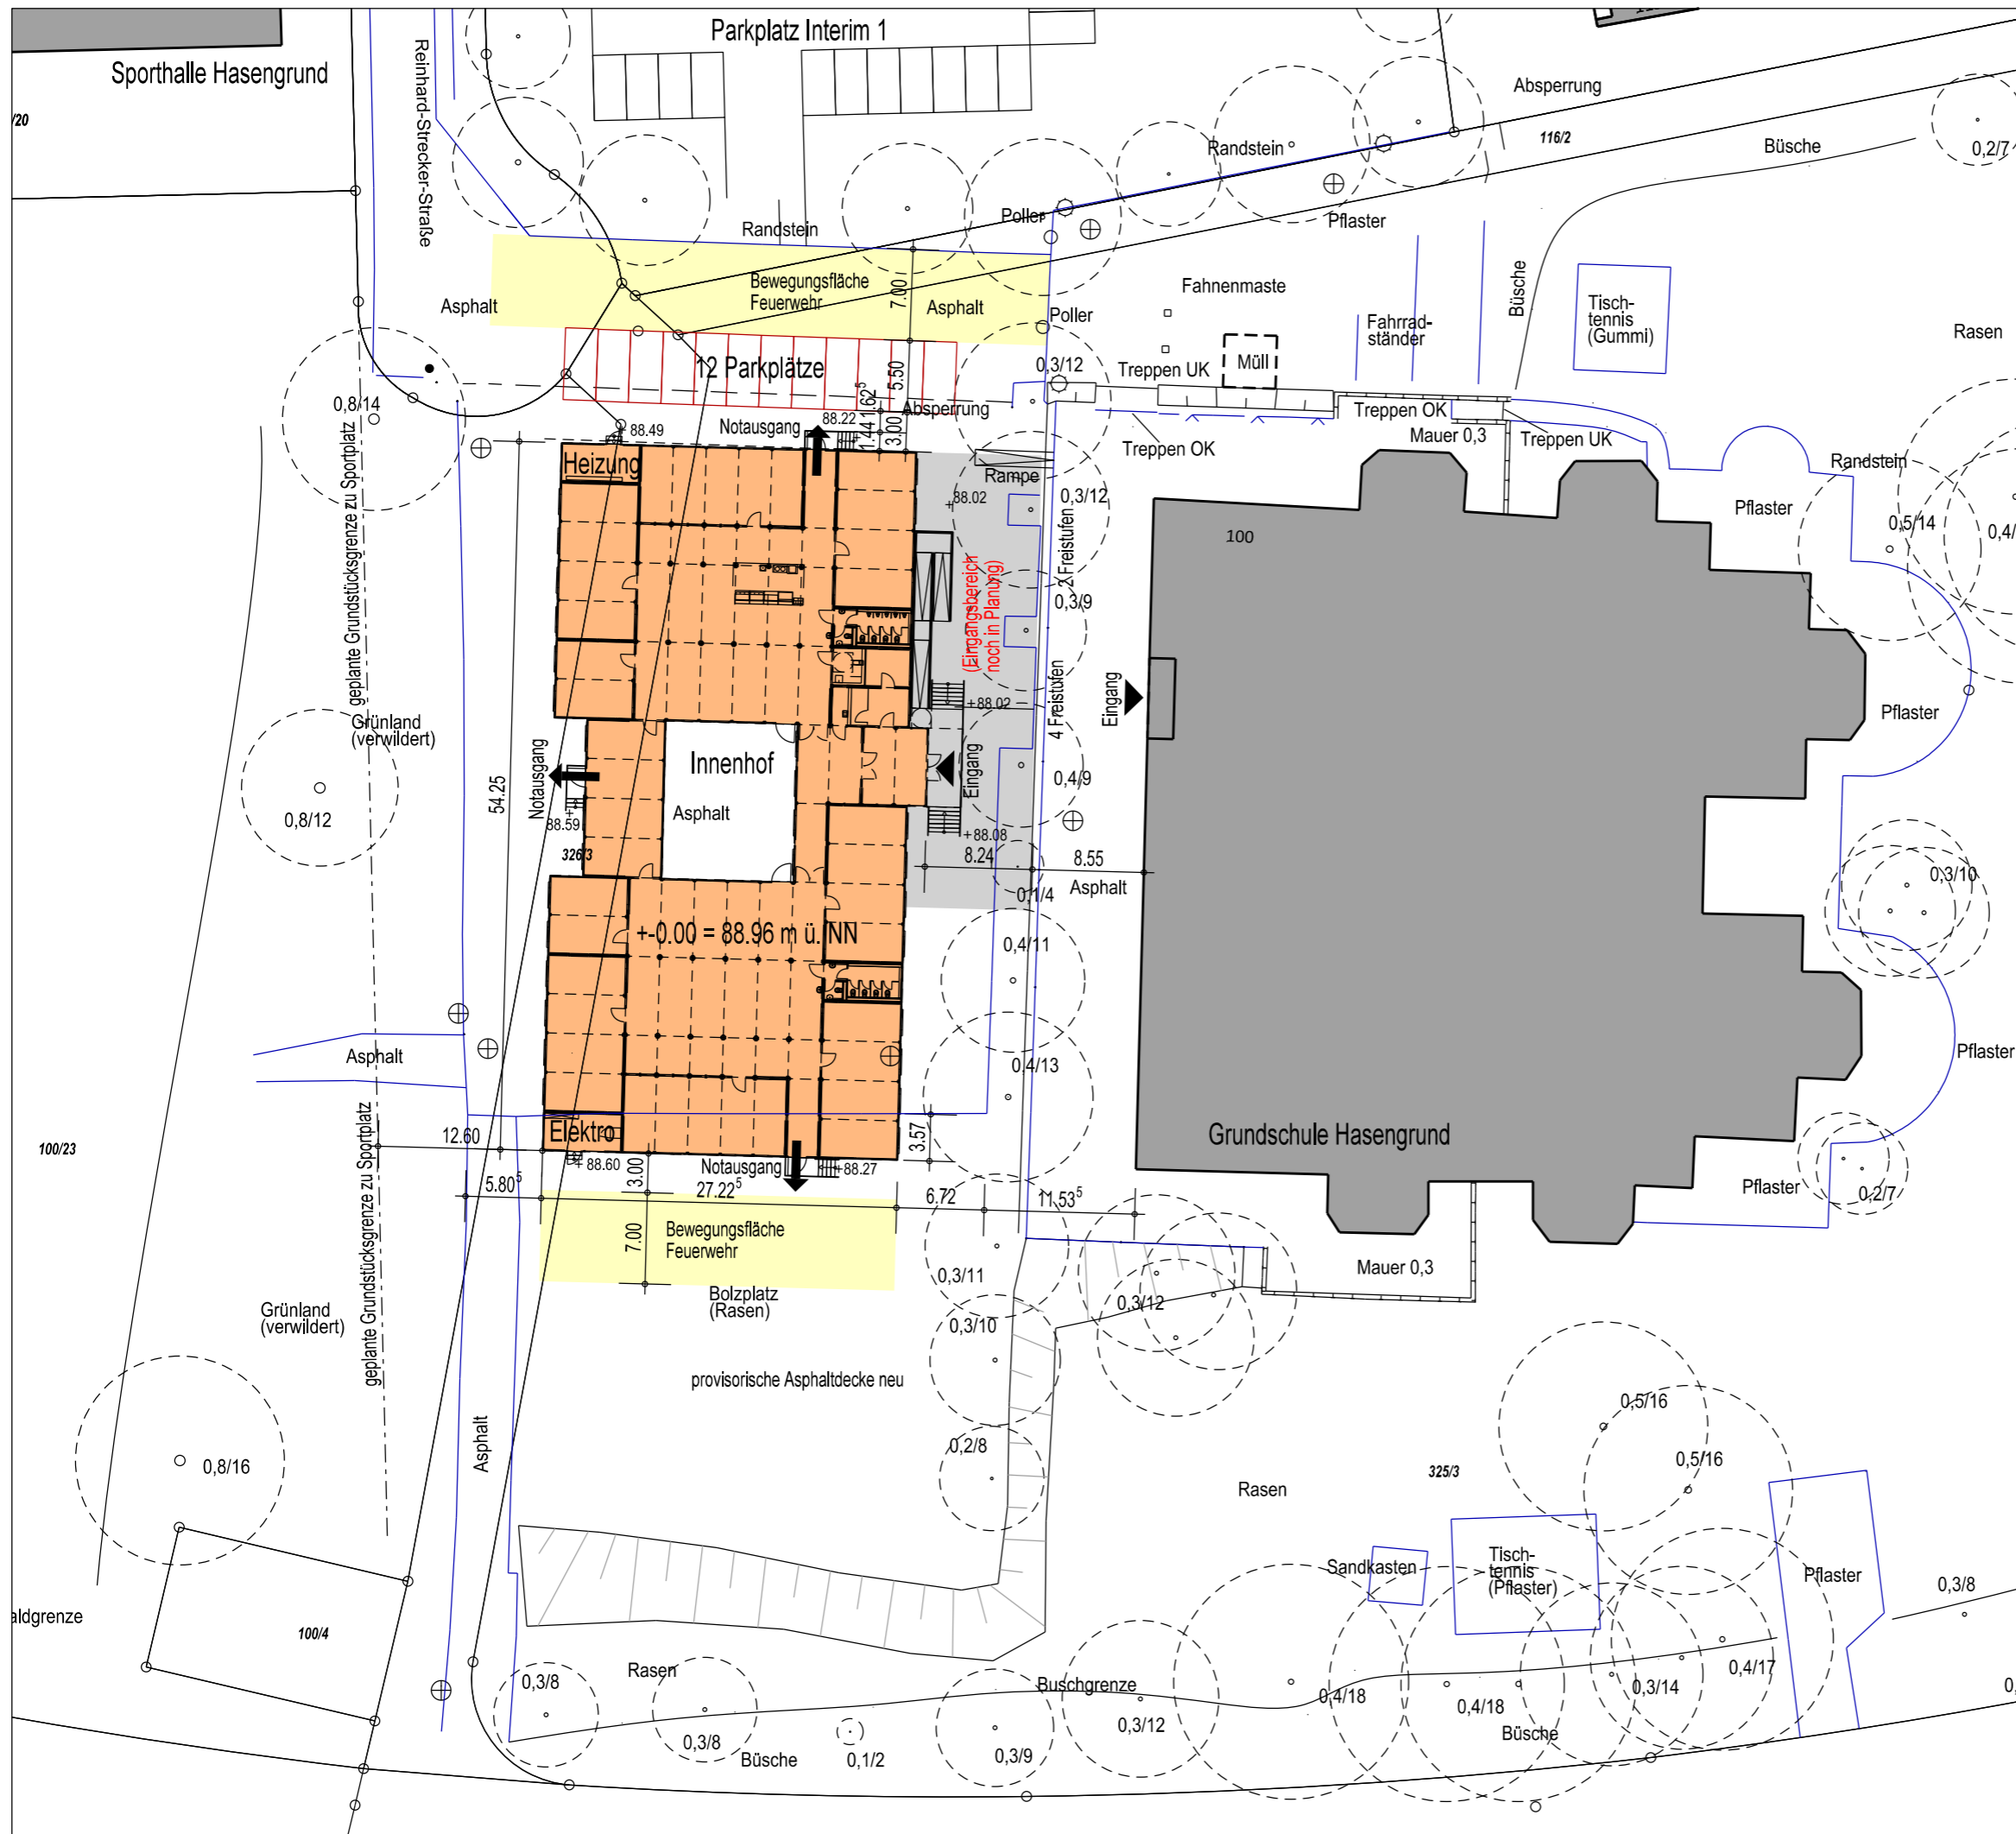 Parkplatz Interim 1
Sporthalle Hasengrund
Reinhard-Strecker-Straße
/20
Absperrung
116/2
Büsche
0,2/7
Randstein
Pflaster
Poller
Randstein
Bewegungsfläche
Feuerwehr
7.00
Asphalt
Asphalt
Fahnenmaste
Poller
Fahrrad-
ständer
Büsche
Tisch-
tennis
(Gummi)
Rasen
12 Parkplätze
5.50
1.62⁵
1.44
3.00
0,3/12
Treppen UK
Müll
Absperrung
Treppen OK
Mauer 0,3
Treppen UK
Treppen OK
0,8/14
88.49
Notausgang
88.22
Heizung
Rampe
88.02
0,3/12
2 Freistufen
(Eingangsbereich
noch in Planung)
0,3/9
100
Randstein
Pflaster
0,5/14
0,4/
geplante Grundstücksgrenze zu Sportplatz
Grünland
(verwildert)
4 Freistufen
Eingang
88.02
Pflaster
Innenhof
Asphalt
Eingang
0,4/9
54.25
Notausgang
88.59
326/3
0,8/12
88.08
8.24
8.55
Asphalt
0,1/4
0,3/10
+-0.00 = 88.96 m ü. NN
0,4/11
Asphalt
0,4/13
Pflaster
100/23
geplante Grundstücksgrenze zu Sportplatz
12.60
Elektro
88.60
3.00
Notausgang
88.27
3.57
Grundschule Hasengrund
5.80⁵
27.22⁵
6.72
11.53⁵
Pflaster
0,2/7
7.00
Bewegungsfläche
Feuerwehr
Bolzplatz
(Rasen)
0,3/11
Mauer 0,3
Grünland
(verwildert)
0,3/12
0,3/10
provisorische Asphaltdecke neu
Asphalt
0,2/8
0,5/16
0,5/16
0,8/16
325/3
Rasen
Sandkasten
Tisch-
tennis
(Pflaster)
Pflaster
0,3/8
aldgrenze
100/4
Rasen
0,3/8
Buschgrenze
0,4/18
0,4/18
0,3/14
0,4/17
0,
0,3/8
Büsche
0,1/2
0,3/9
0,3/12
Büsche